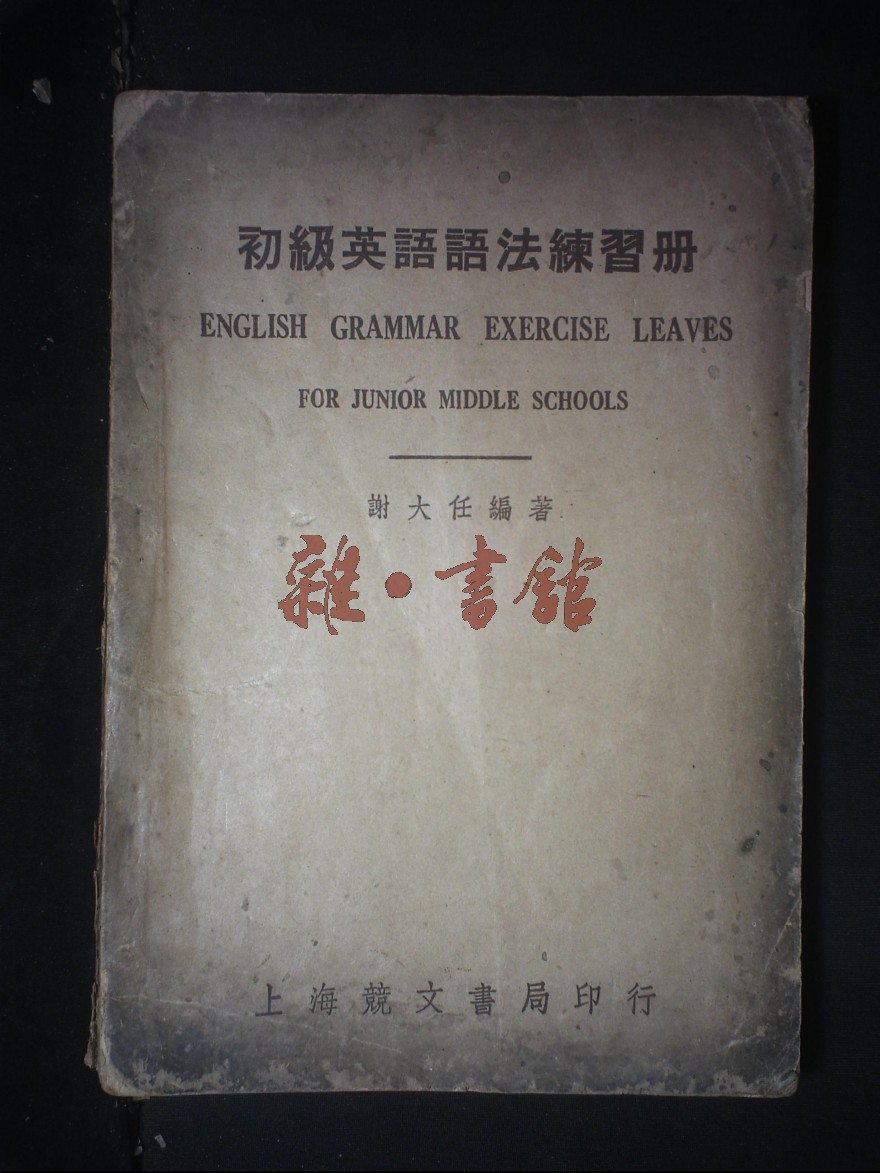 初級英語語法練習册
ENGLISH GRAMMAR EXERCISE LEAVES
FOR JUNIOR MIDDLE SCHOOLS
謝大任編著
雜·書館
上海競文書局印行